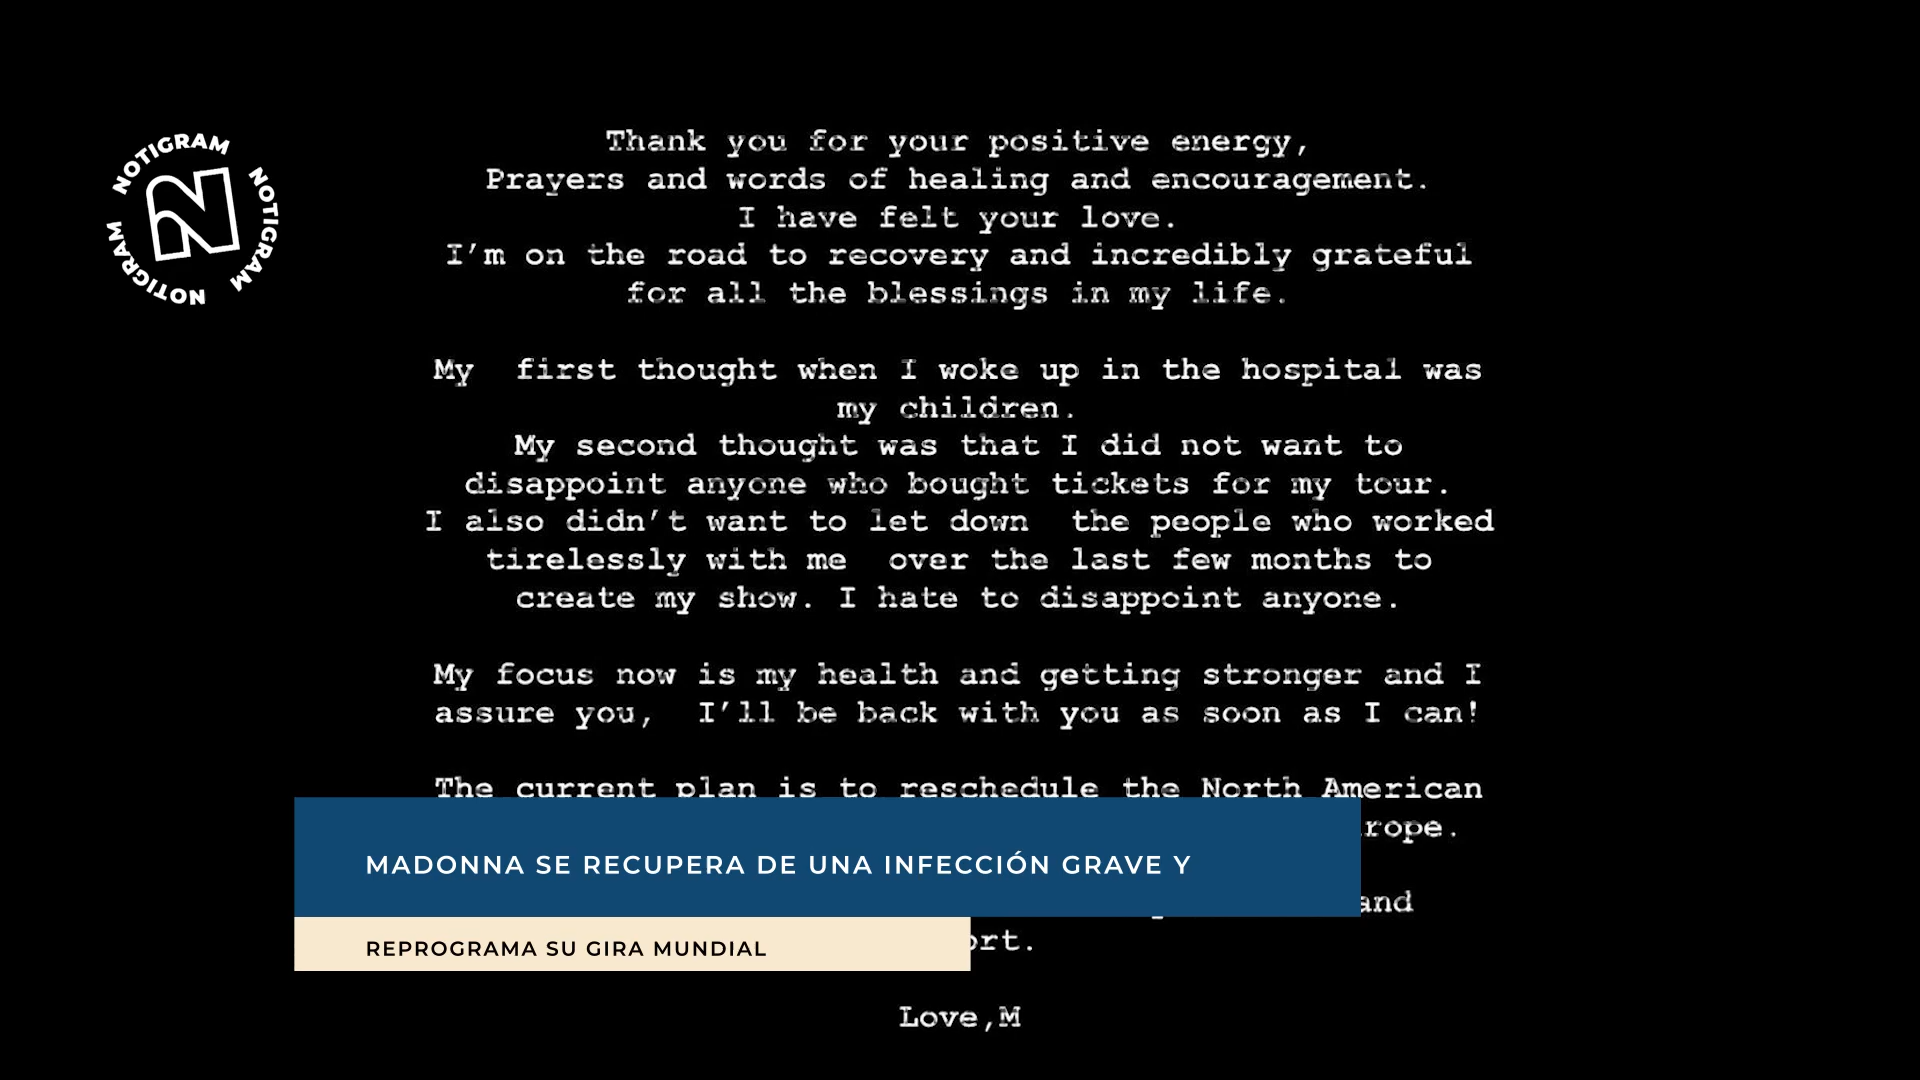 NOTIGRAM NOTIGRAM NOTIGRAM NOTIGRAM
N
Thank you for your positive energy,
Prayers and words of healing and encouragement.
I have felt your love.
I’m on the road to recovery and incredibly grateful
for all the blessings in my life.
My first thought when I woke up in the hospital was
my children.
My second thought was that I did not want to
disappoint anyone who bought tickets for my tour.
I also didn’t want to let down the people who worked
tirelessly with me over the last few months to
create my show. I hate to disappoint anyone.
My focus now is my health and getting stronger and I
assure you, I’ll be back with you as soon as I can!
The current plan is to reschedule the North American
MADONNA SE RECUPERA DE UNA INFECCIÓN GRAVE Y
and
REPROGRAMA SU GIRA MUNDIAL
Love,M